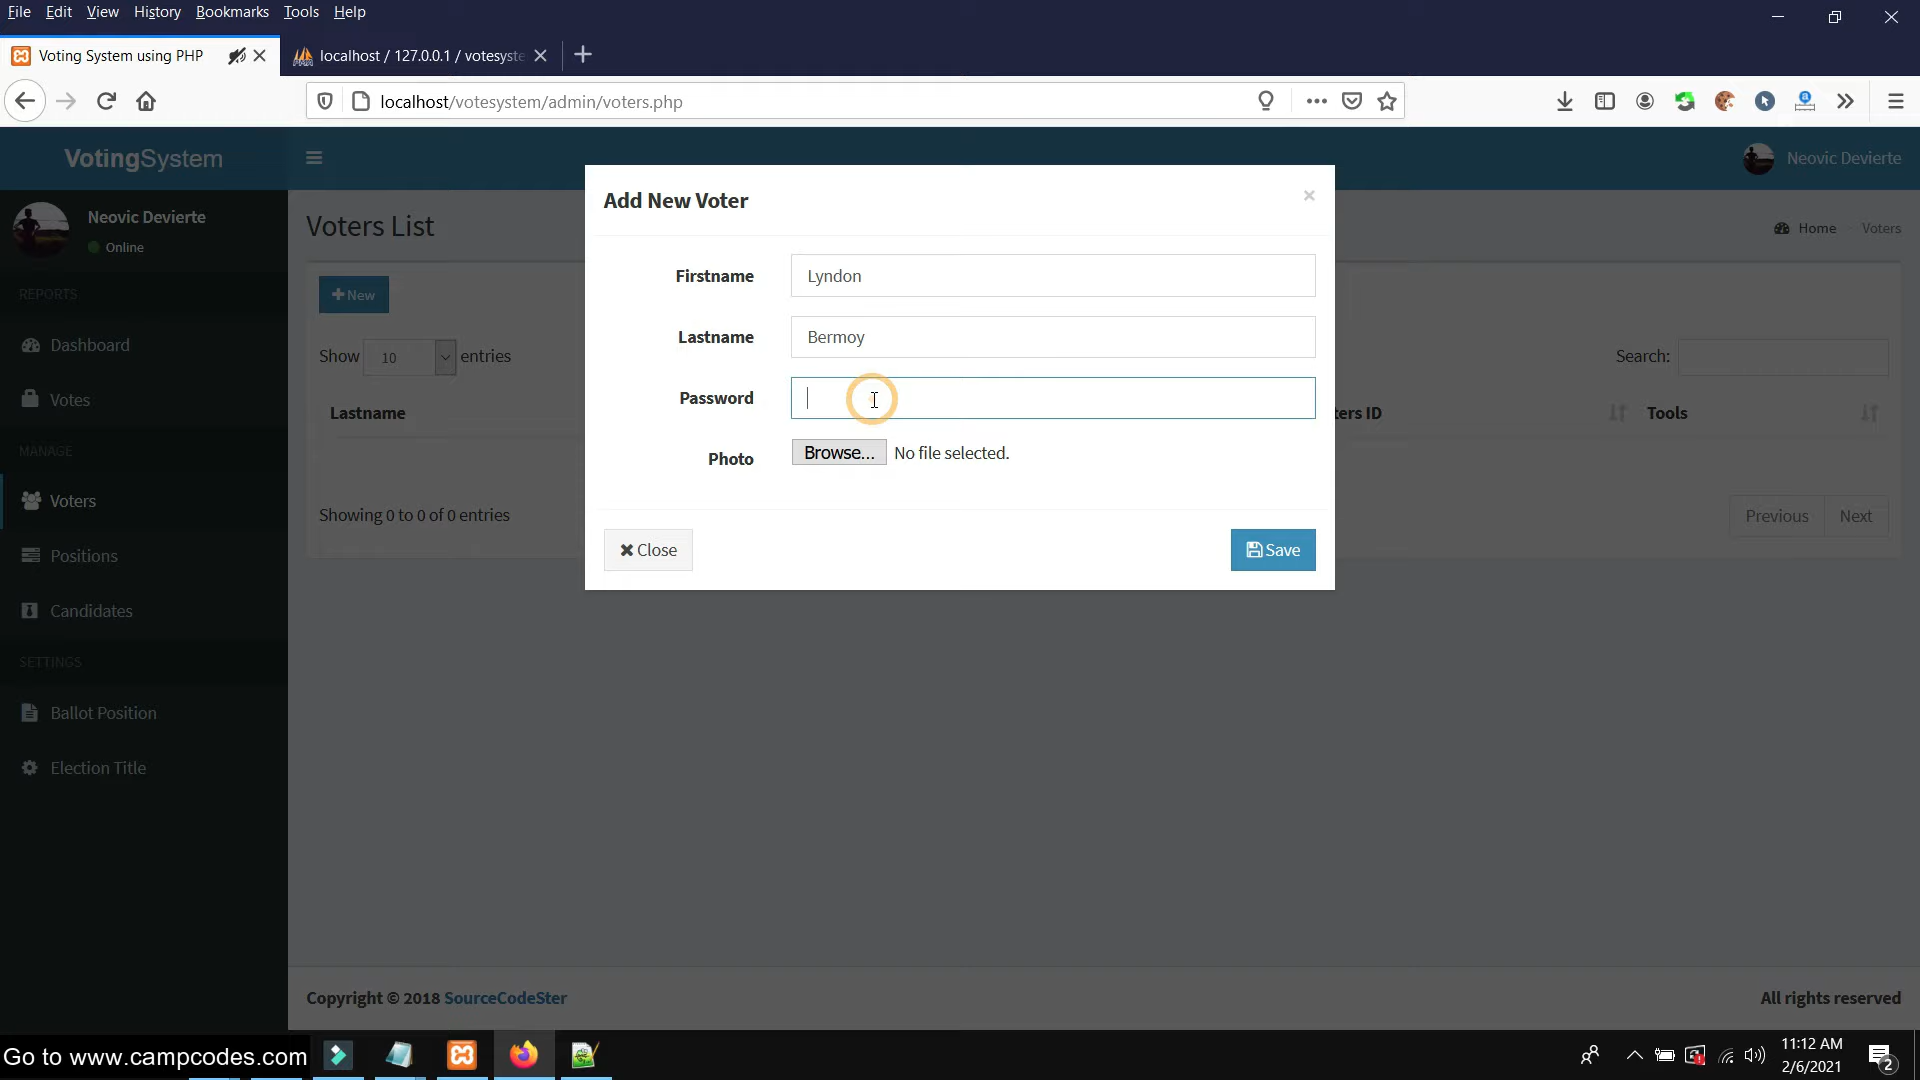 File Edit View History Bookmarks Tools Help
Voting System using PHP
localhost / 127.0.0.1 / votesyste
localhost/votesystem/admin/voters.php
VotingSystem
Neovic Devierte
Neovic Devierte
Online
Voters List
Home Voters
REPORTS
Dashboard
Votes
MANAGE
Voters
Positions
Candidates
SETTINGS
Ballot Position
Election Title
New
Show 10 entries
Search:
Lastname
ters ID
Tools
Showing 0 to 0 of 0 entries
Previous Next
Add New Voter
×
Firstname Lyndon
Lastname Bermoy
Password
Photo Browse... No file selected.
Close
Save
Copyright © 2018 SourceCodeSter
All rights reserved
Go to www.campcodes.com
11:12 AM
2/6/2021
2